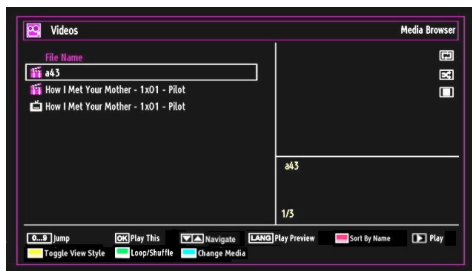 Videos
Media Browser
File Name
a43
How I Met Your Mother - 1x01 - Pilot
How I Met Your Mother - 1x01 - Pilot
a43
1/3
0...9 Jump OK Play This Navigate LANG Play Preview Sort By Name Play
Toggle View Style Loop/Shuffle Change Media